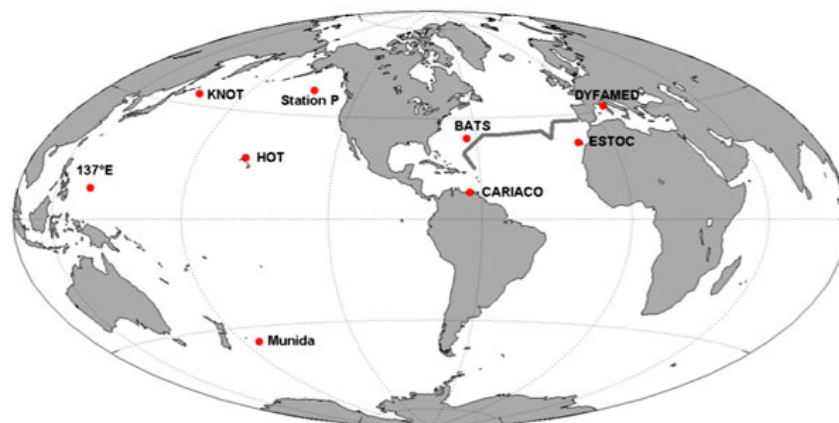 KNOT
Station P
DYFAMED
BATS
ESTOC
HOT
137°E
CARIACO
Munida